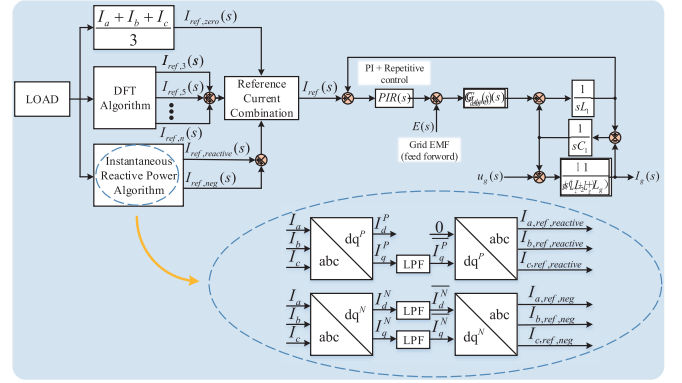 I_a + I_b + I_c
3
I_ref,zero(s)
LOAD
DFT
Algorithm
I_ref,3(s)
I_ref,5(s)
I_ref,n(s)
Instantaneous
Reactive Power
Algorithm
I_ref,reactive(s)
I_ref,neg(s)
Reference
Current
Combination
I_ref(s)
PI + Repetitive
control
PIR(s)
E(s)
Grid EMF
(feed forword)
1
sL_1
1
sC_1
u_g(s)
I_g(s)
I_a
I_b
I_c
dq^P
abc
I_d^P
I_q^P
LPF
0
I_q^P
abc
dq^P
I_a,ref,reactive
I_b,ref,reactive
I_c,ref,reactive
I_a
I_b
I_c
dq^N
abc
I_d^N
I_q^N
LPF
LPF
I_d^N
I_q^N
abc
dq^N
I_a,ref,neg
I_b,ref,neg
I_c,ref,neg